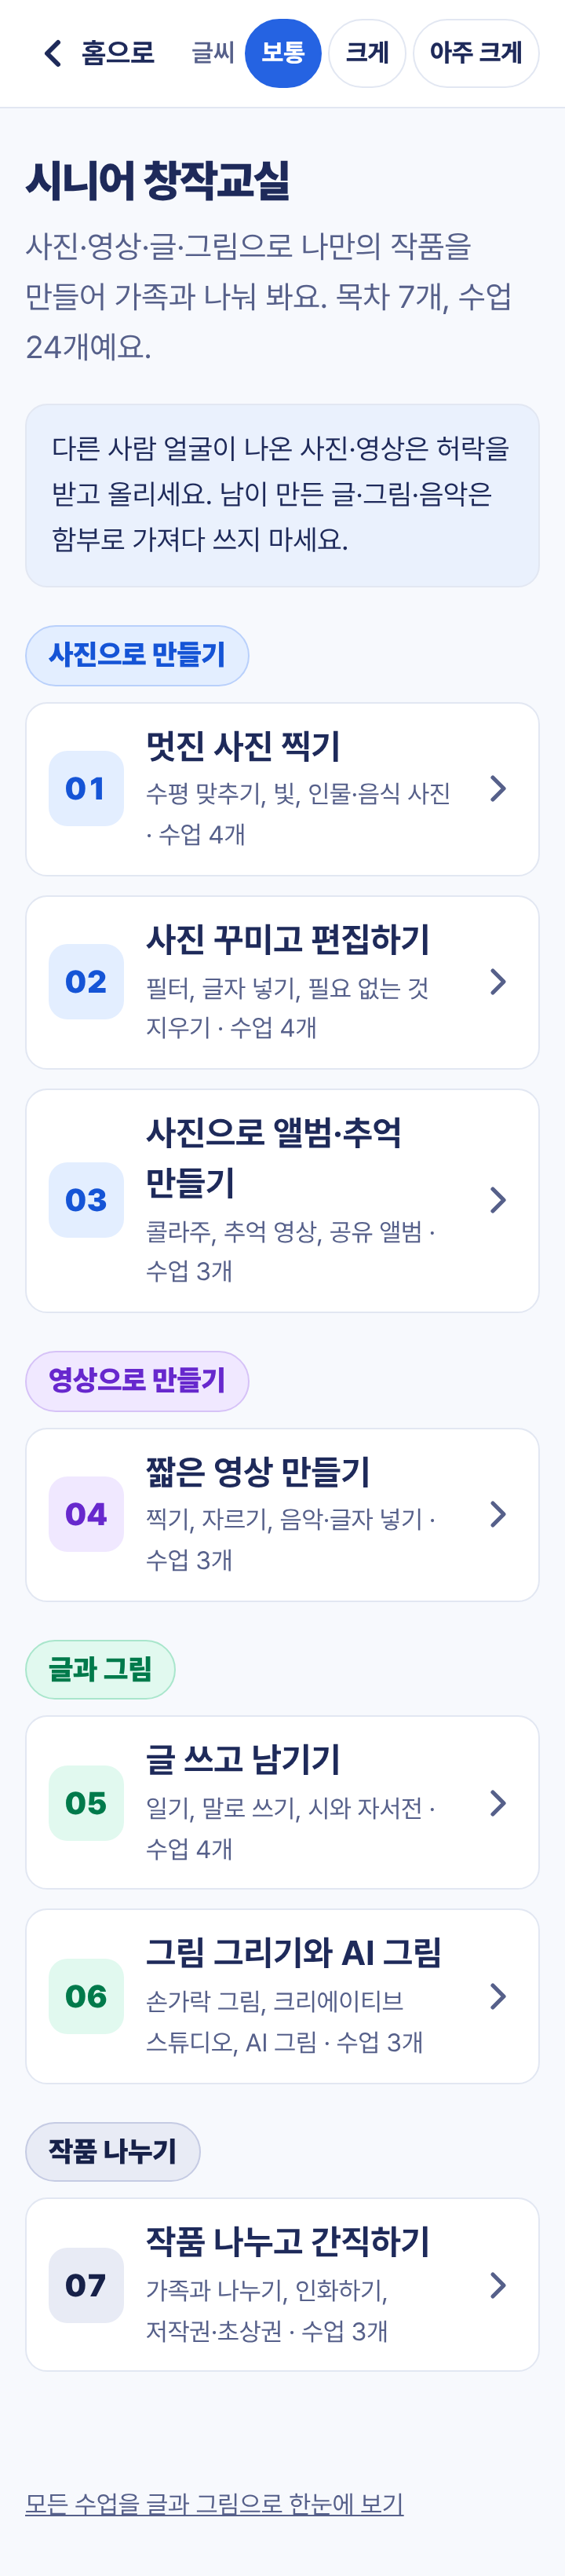 홈으로 글씨 보통 크게 아주 크게
시니어 창작교실
사진·영상·글·그림으로 나만의 작품을
만들어 가족과 나눠 봐요. 목차 7개, 수업
24개예요.
다른 사람 얼굴이 나온 사진·영상은 허락을
받고 올리세요. 남이 만든 글·그림·음악은
함부로 가져다 쓰지 마세요.
사진으로 만들기
01
멋진 사진 찍기
수평 맞추기, 빛, 인물·음식 사진
· 수업 4개
02
사진 꾸미고 편집하기
필터, 글자 넣기, 필요 없는 것
지우기 · 수업 4개
03
사진으로 앨범·추억
만들기
콜라주, 추억 영상, 공유 앨범 ·
수업 3개
영상으로 만들기
04
짧은 영상 만들기
찍기, 자르기, 음악·글자 넣기 ·
수업 3개
글과 그림
05
글 쓰고 남기기
일기, 말로 쓰기, 시와 자서전 ·
수업 4개
06
그림 그리기와 AI 그림
손가락 그림, 크리에이티브
스튜디오, AI 그림 · 수업 3개
작품 나누기
07
작품 나누고 간직하기
가족과 나누기, 인화하기,
저작권·초상권 · 수업 3개
모든 수업을 글과 그림으로 한눈에 보기